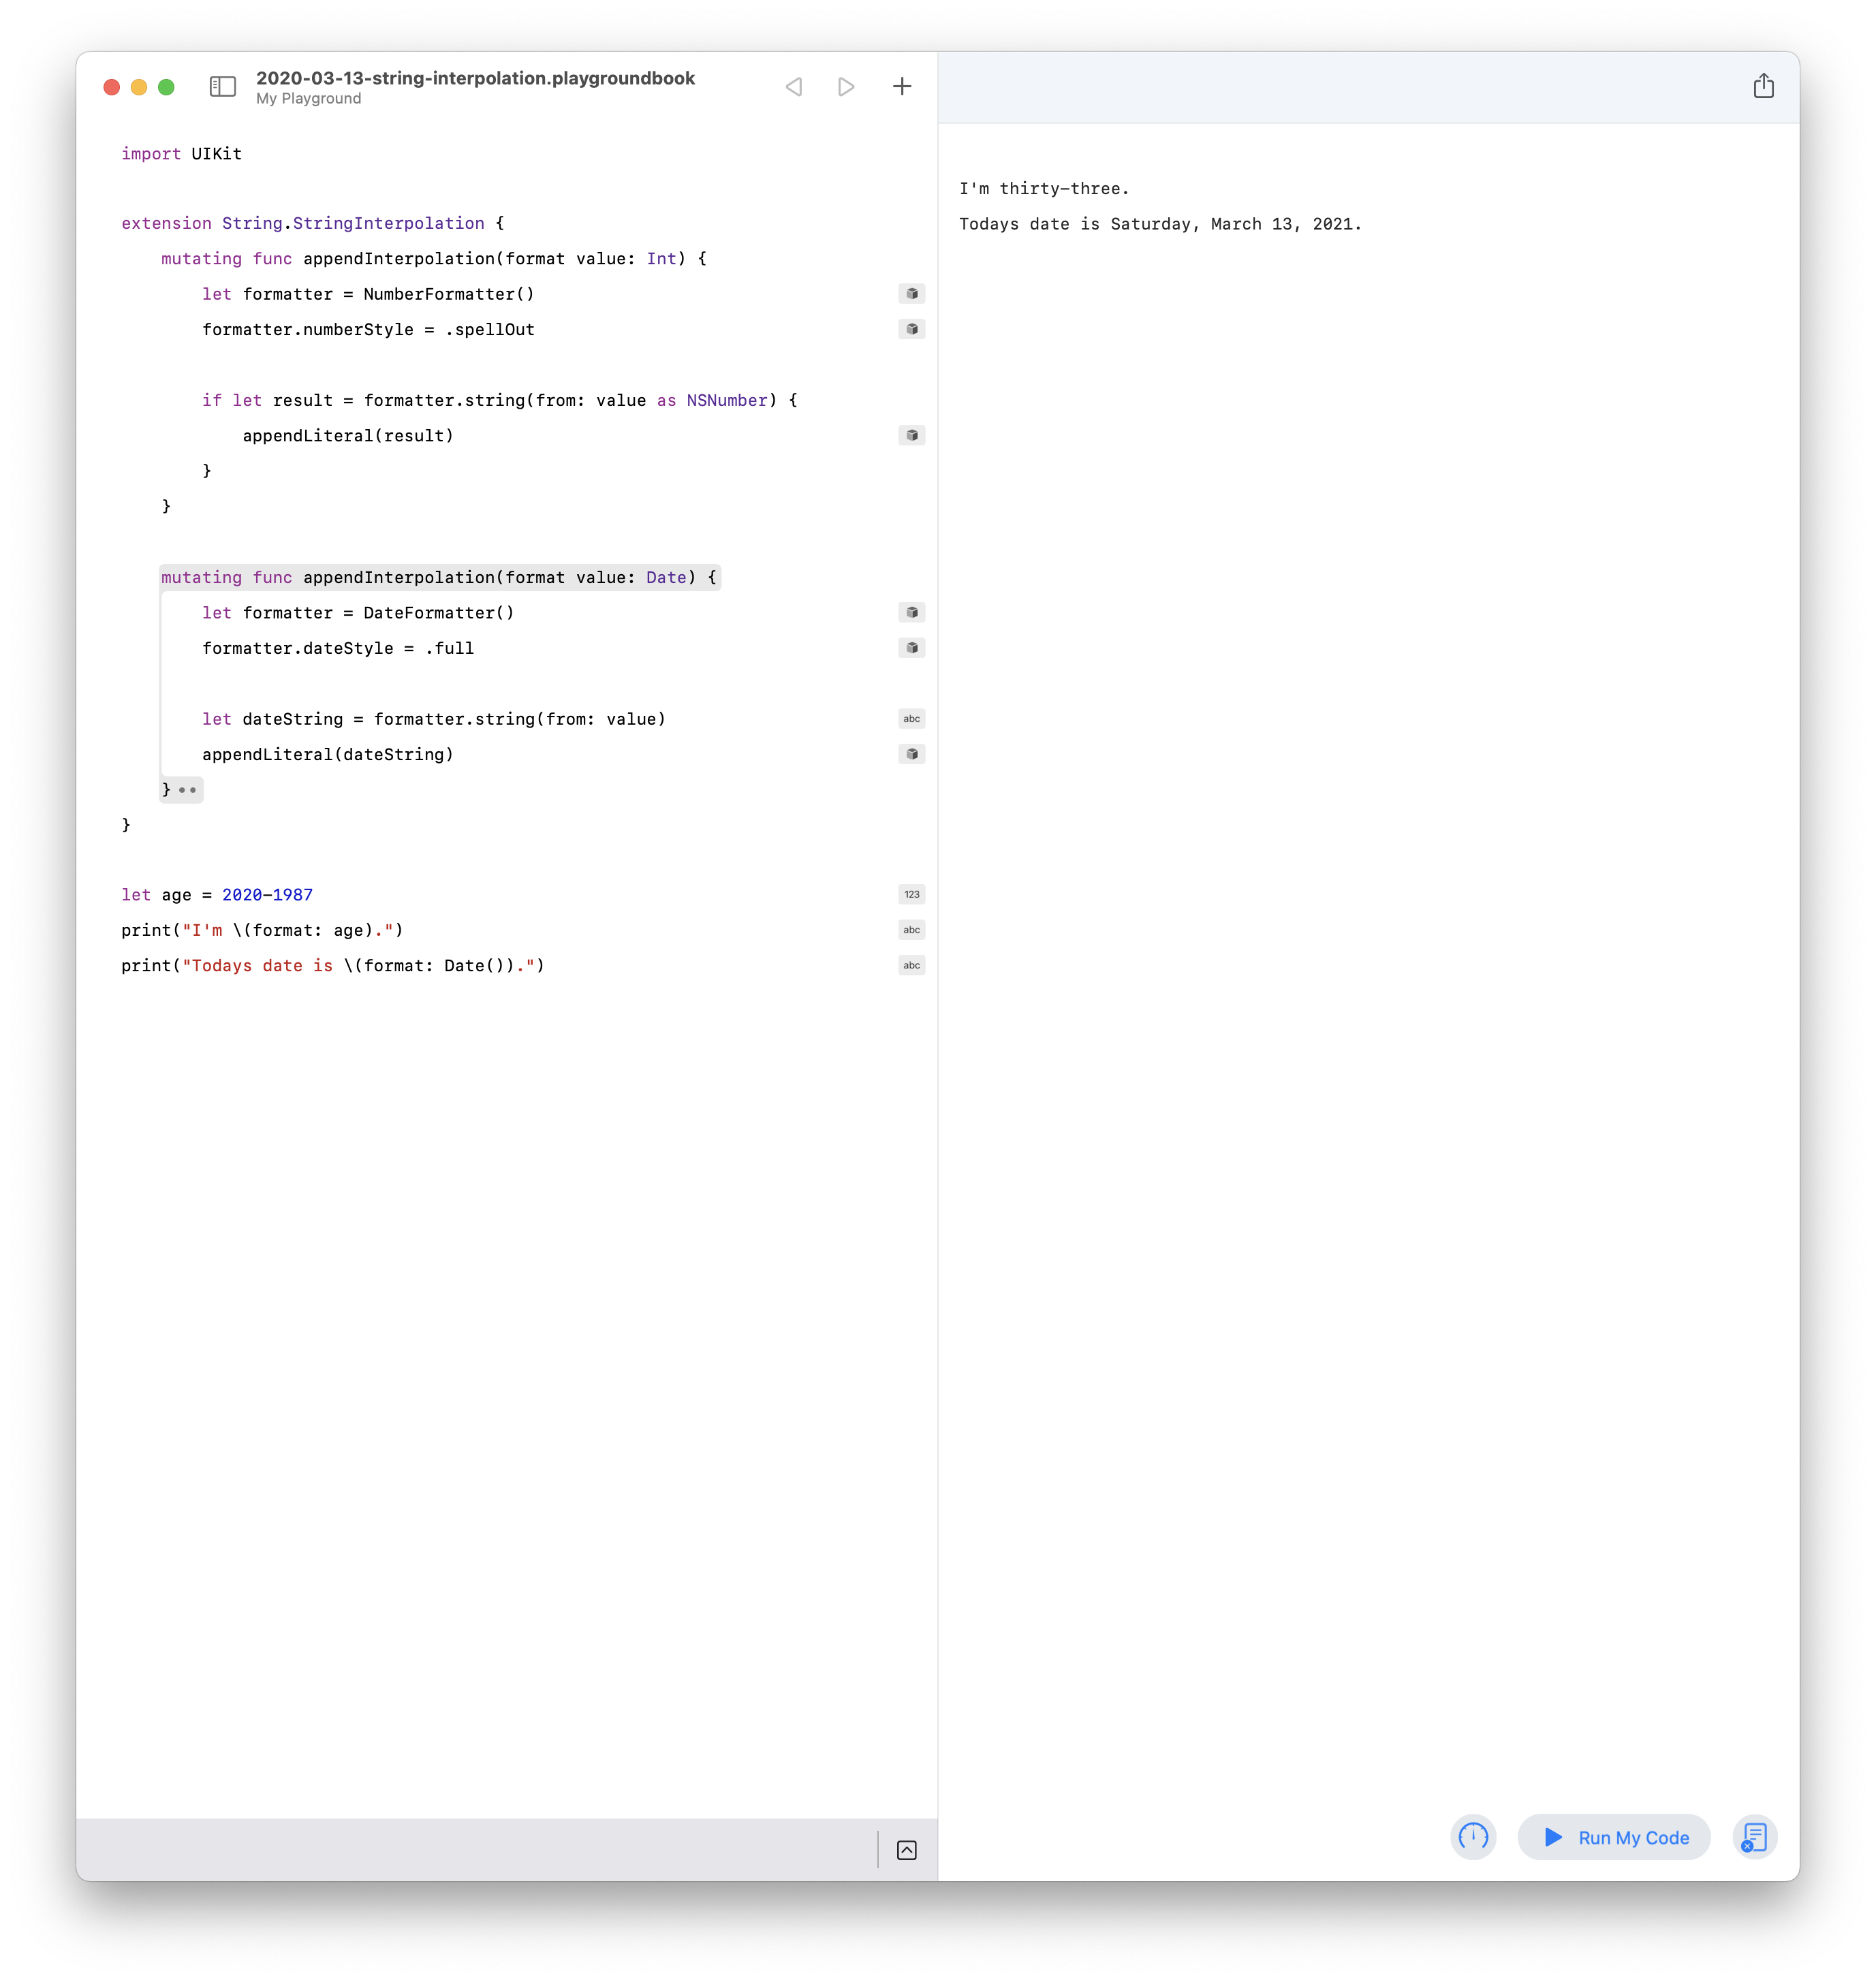 2020-03-13-string-interpolation.playgroundbook
My Playground
import UIKit
extension String.StringInterpolation {
    mutating func appendInterpolation(format value: Int) {
        let formatter = NumberFormatter()
        formatter.numberStyle = .spellOut
        if let result = formatter.string(from: value as NSNumber) {
            appendLiteral(result)
        }
    }
    mutating func appendInterpolation(format value: Date) {
        let formatter = DateFormatter()
        formatter.dateStyle = .full
        let dateString = formatter.string(from: value)
abc
        appendLiteral(dateString)
    }
}
let age = 2020-1987
123
print("I'm \(format: age).")
abc
print("Todays date is \(format: Date()).")
abc
I'm thirty-three.
Todays date is Saturday, March 13, 2021.
Run My Code